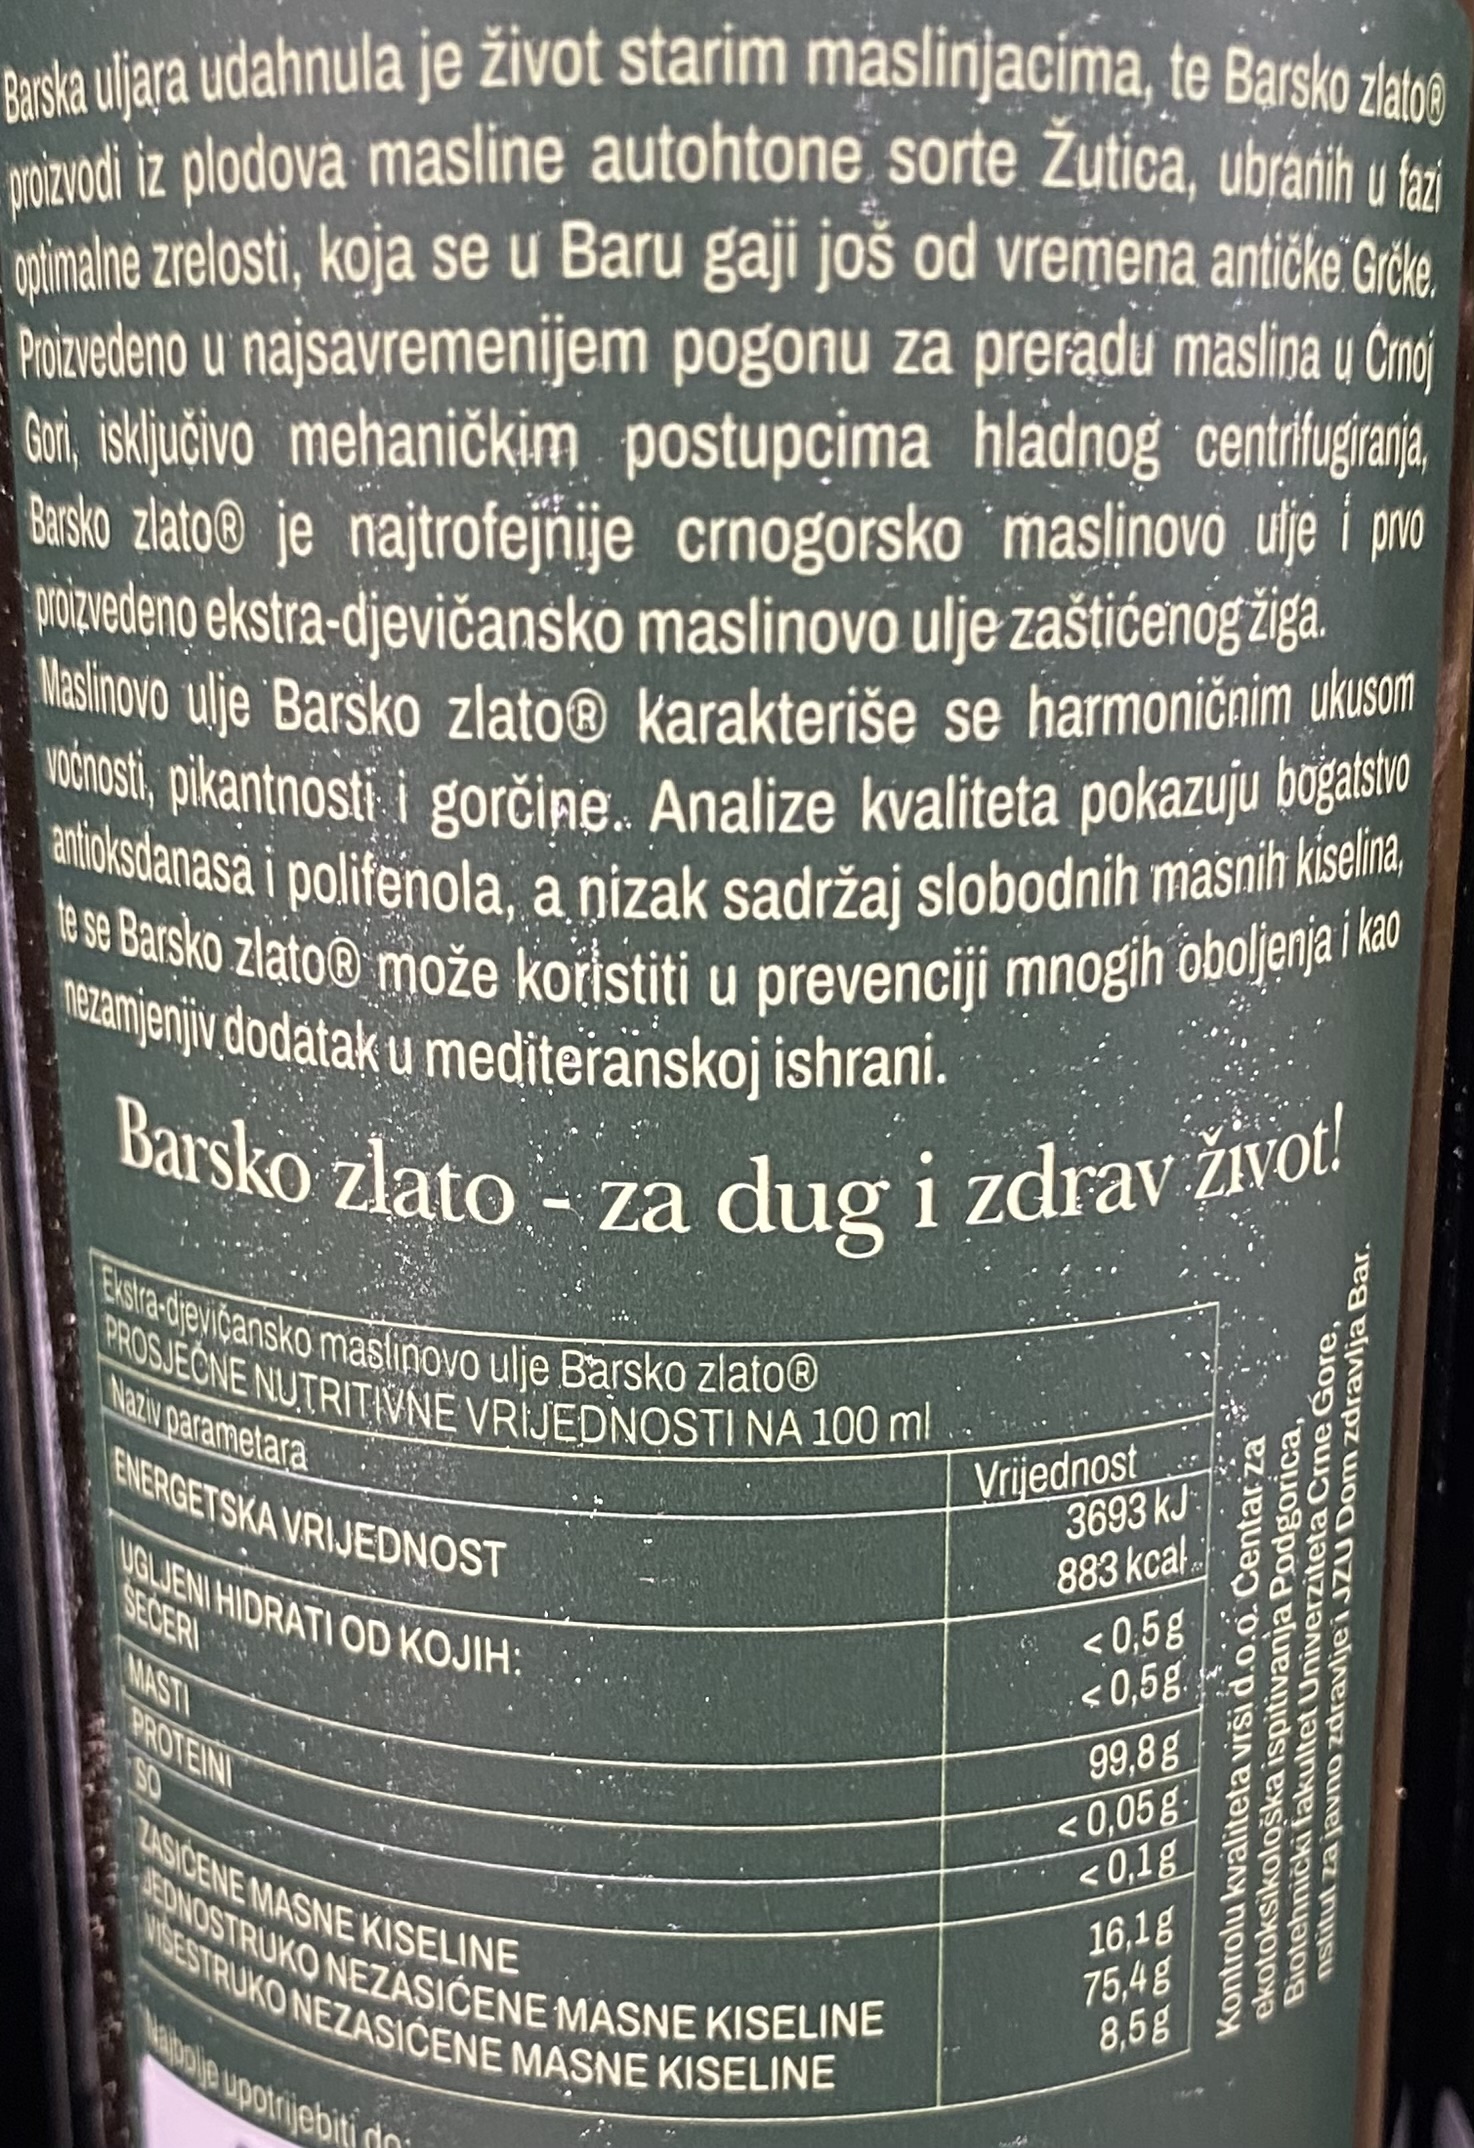 Barska uljara udahnula je život starim maslinjacima, te Barsko zlato®
proizvodi iz plodova masline autohtone sorte Žutica, ubranih u fazi
optimalne zrelosti, koja se u Baru gaji još od vremena antičke Grčke.
Proizvedeno u najsavremenijem pogonu za preradu maslina u Crnoj
Gori, isključivo mehaničkim postupcima hladnog centrifugiranja,
Barsko zlato® je najtrofejnije crnogorsko maslinovo ulje i prvo
proizvedeno ekstra-djevičansko maslinovo ulje zaštićenog žiga.
Maslinovo ulje Barsko zlato® karakteriše se harmoničnim ukusom
voćnosti, pikantnosti i gorčine. Analize kvaliteta pokazuju bogatstvo
antioksdanasa i polifenola, a nizak sadržaj slobodnih masnih kiselina,
te se Barsko zlato® može koristiti u prevenciji mnogih oboljenja i kao
nezamjenjiv dodatak u mediteranskoj ishrani.
Barsko zlato - za dug i zdrav život!
Ekstra-djevičansko maslinovo ulje Barsko zlato®
PROSJEČNE NUTRITIVNE VRIJEDNOSTI NA 100 ml
Naziv parametara Vrijednost
ENERGETSKA VRIJEDNOST 3693 kJ
883 kcal
UGLJENI HIDRATI OD KOJIH: < 0,5 g
ŠEĆERI < 0,5 g
MASTI 99,8 g
PROTEINI < 0,05 g
SO < 0,1 g
ZASIĆENE MASNE KISELINE 16,1 g
JEDNOSTRUKO NEZASIĆENE MASNE KISELINE 75,4 g
VIŠESTRUKO NEZASIĆENE MASNE KISELINE 8,5 g
Kontrolu kvaliteta vrši d.o.o. Centar za
ekotoksikološka ispitivanja Podgorica,
Biotehnički fakultet Univerziteta Crne Gore,
nstitut za javno zdravlje i JZU Dom zdravlja Bar.
Najbolje upotrijebiti do: